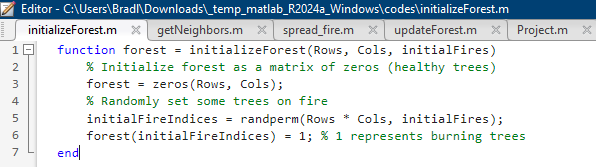 Editor - C:\Users\Bradl\Downloads\_temp_matlab_R2024a_Windows\codes\initializeForest.m
initializeForest.m × getNeighbors.m × spread_fire.m × updateForest.m × Project.m ×
1 function forest = initializeForest(Rows, Cols, initialFires)
2 % Initialize forest as a matrix of zeros (healthy trees)
3 forest = zeros(Rows, Cols);
4 % Randomly set some trees on fire
5 initialFireIndices = randperm(Rows * Cols, initialFires);
6 forest(initialFireIndices) = 1; % 1 represents burning trees
7 end